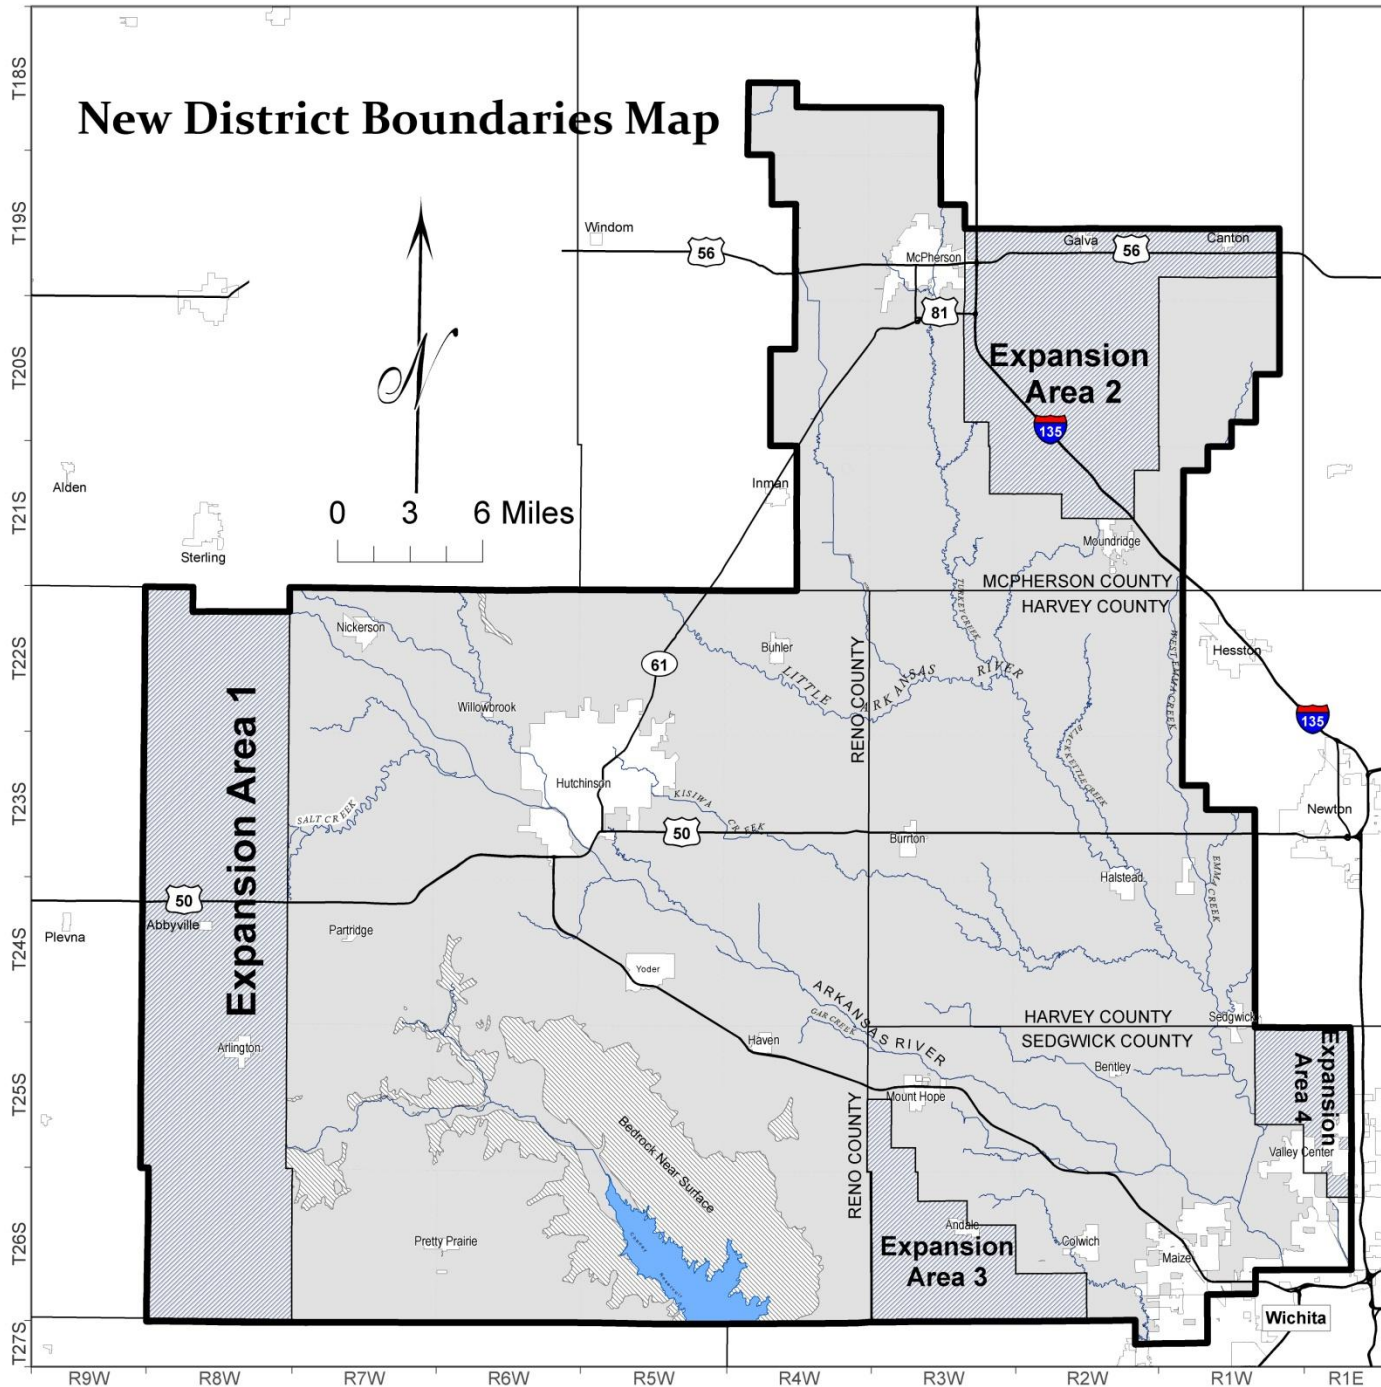 New District Boundaries Map
T18S
T19S
T20S
T21S
T22S
T23S
T24S
T25S
T26S
T27S
Windom
56
McPherson
Galva
56
Canton
81
Expansion
Area 2
135
N
0 3 6 Miles
Alden
Sterling
Inman
Moundridge
MCPHERSON COUNTY
HARVEY COUNTY
TURKEY CREEK
WEST EMMA CREEK
Nickerson
Buhler
61
LITTLE ARKANSAS RIVER
RENO COUNTY
Hesston
Willowbrook
135
BLACK KETTLE CREEK
Expansion Area 1
Hutchinson
KISIWA CREEK
SALT CREEK
50
Burrton
Newton
Halstead
EMMA CREEK
50
Plevna
Abbyville
Partridge
Yoder
ARKANSAS RIVER
GAR CREEK
HARVEY COUNTY
SEDGWICK COUNTY
Sedgwick
Arlington
Haven
Bentley
Expansion
Area 4
Mount Hope
RENO COUNTY
Bedrock Near Surface
Valley Center
Andale
Expansion
Area 3
Colwich
Maize
Pretty Prairie
Wichita
R9W R8W R7W R6W R5W R4W R3W R2W R1W R1E